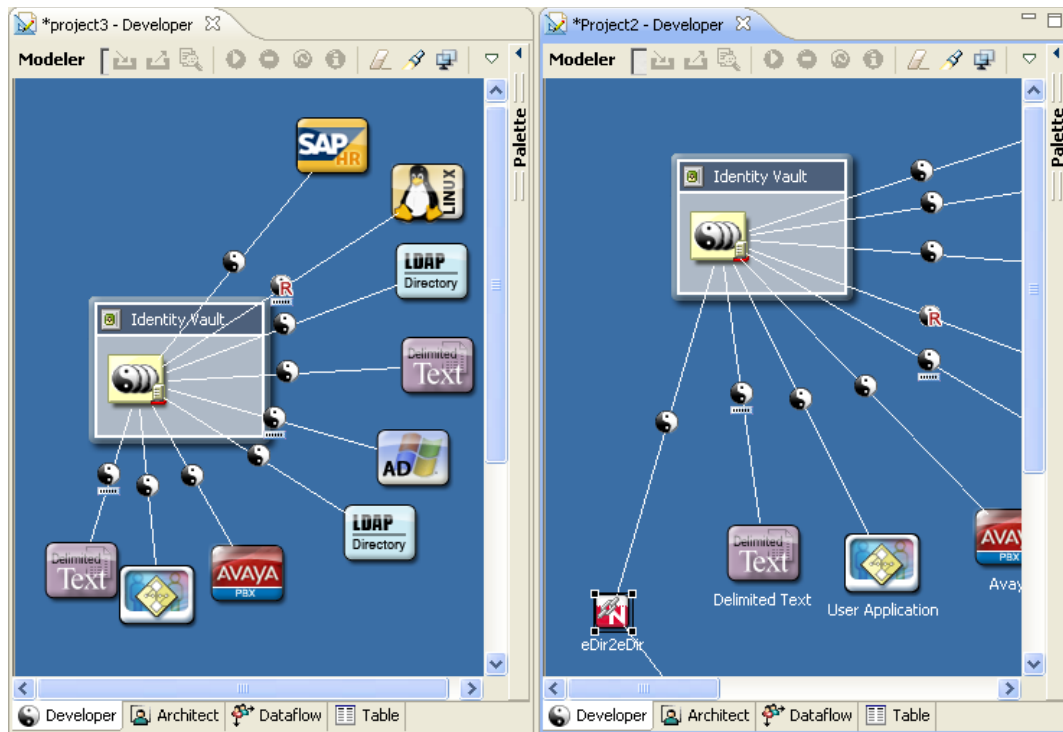 *project3 - Developer
Modeler
Palette
SAP HR
LINUX
LDAP
Directory
Identity Vault
Delimited
Text
AD
LDAP
Directory
Delimited
Text
AVAYA
PBX
Developer
Architect
Dataflow
Table
*Project2 - Developer
Modeler
Palette
Identity Vault
R
R
Delimited
Text
Delimited Text
User Application
AVAY
PBX
Avay
N
eDir2eDir
Developer
Architect
Dataflow
Table